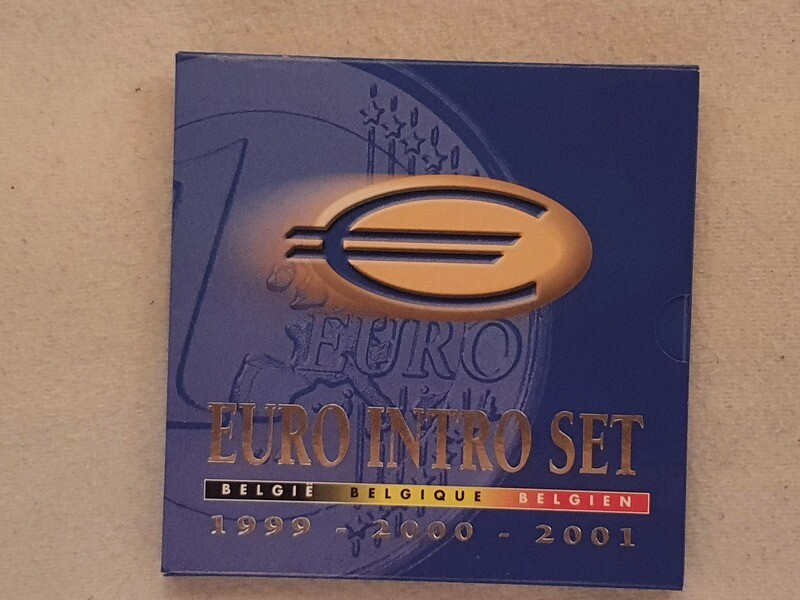 EURO
EURO INTRO SET
BELGIË BELGIQUE BELGIEN
1999 - 2000 - 2001